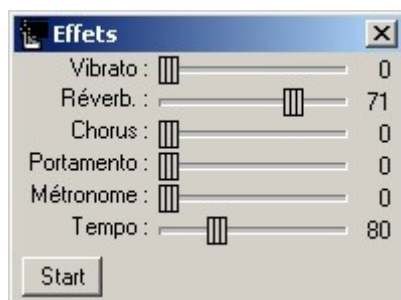 Effets
Vibrato : 0
Réverb. : 71
Chorus : 0
Portamento : 0
Métronome : 0
Tempo : 80
Start